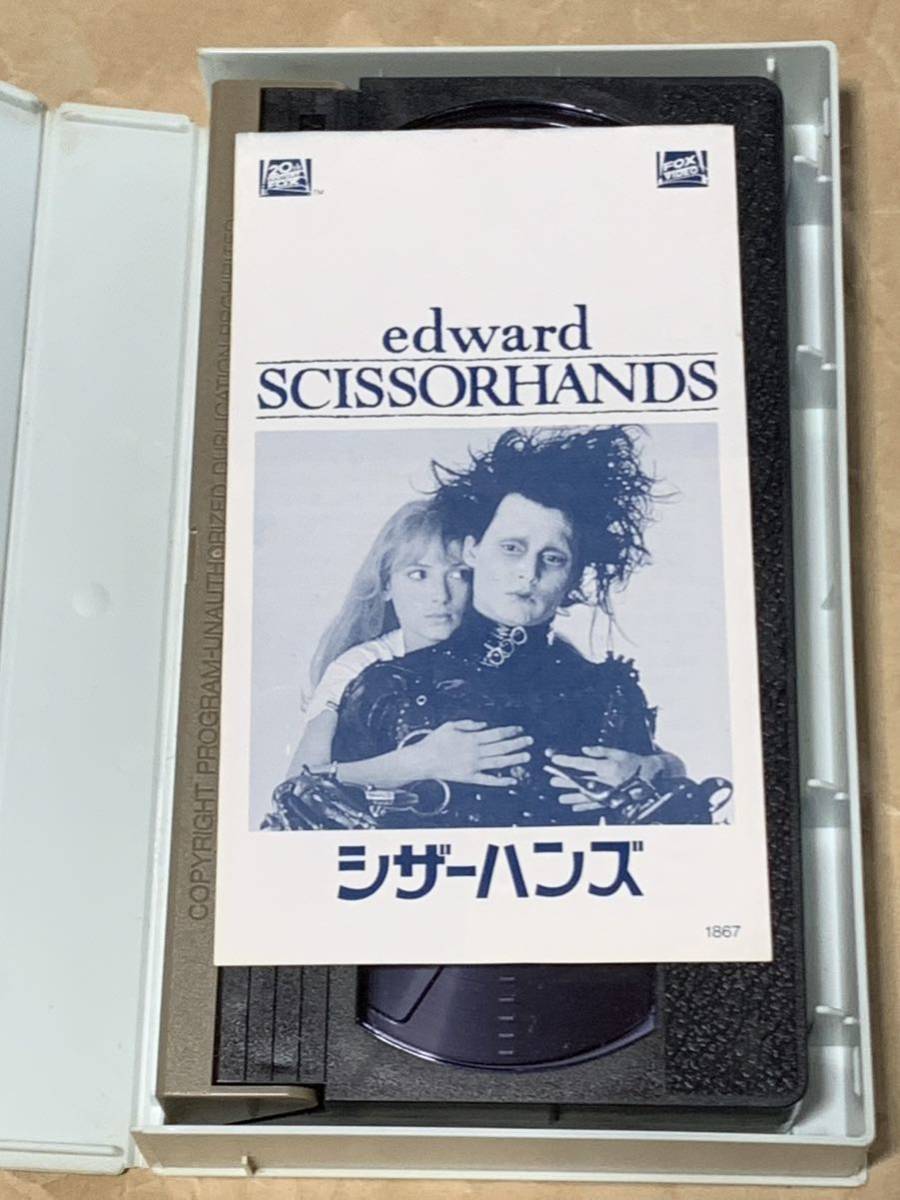 20th
CENTURY
FOX
TM
FOX
VIDEO
edward
SCISSORHANDS
シザーハンズ
1867
COPYRIGHT PROGRAM-UNAUTHORIZED DUPLICATION PROHIBITED